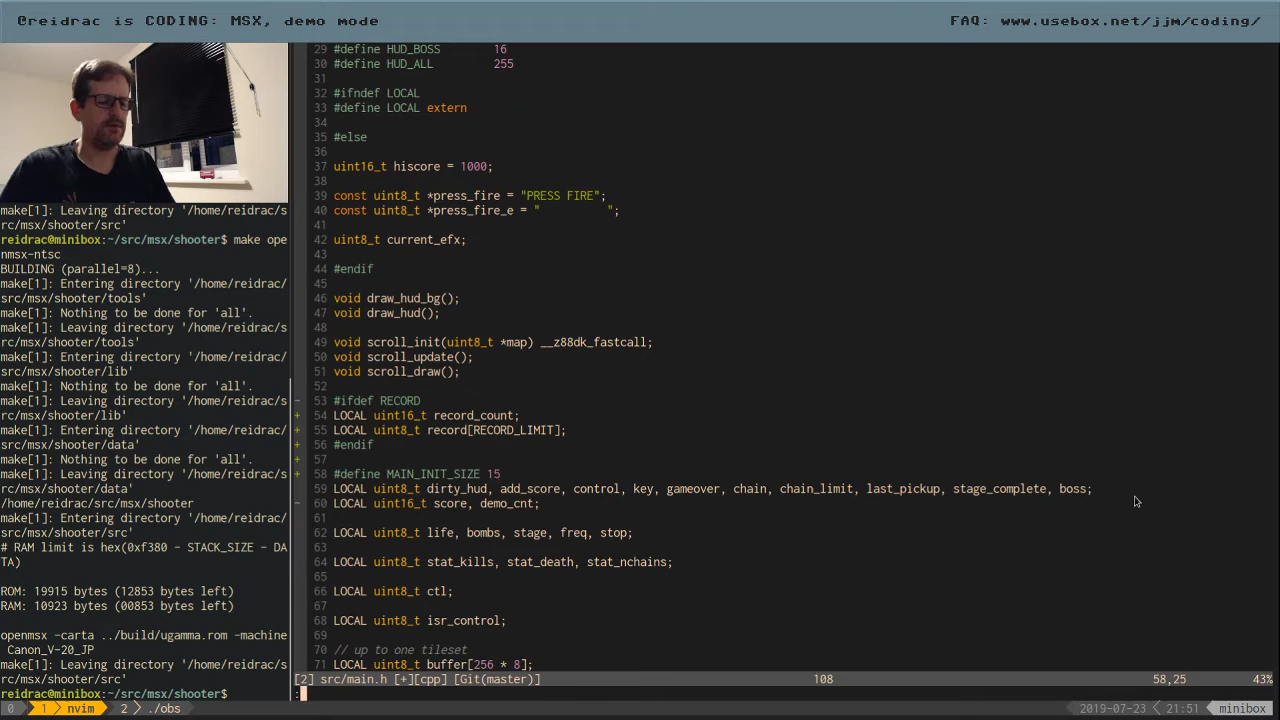 @reidrac is CODING: MSX, demo mode
FAQ: www.usebox.net/jjm/coding/
make[1]: Leaving directory '/home/reidrac/s
rc/msx/shooter/src'
reidrac@minibox:~/src/msx/shooter$ make ope
nmsx-ntsc
BUILDING (parallel=8)...
make[1]: Entering directory '/home/reidrac/
src/msx/shooter/tools'
make[1]: Nothing to be done for 'all'.
make[1]: Leaving directory '/home/reidrac/s
rc/msx/shooter/tools'
make[1]: Entering directory '/home/reidrac/
src/msx/shooter/lib'
make[1]: Nothing to be done for 'all'.
make[1]: Leaving directory '/home/reidrac/s
rc/msx/shooter/lib'
make[1]: Entering directory '/home/reidrac/
src/msx/shooter/data'
make[1]: Nothing to be done for 'all'.
make[1]: Leaving directory '/home/reidrac/s
rc/msx/shooter/data'
/home/reidrac/src/msx/shooter
make[1]: Entering directory '/home/reidrac/
src/msx/shooter/src'
# RAM limit is hex(0xf380 - STACK_SIZE - DA
TA)
ROM: 19915 bytes (12853 bytes left)
RAM: 10923 bytes (00853 bytes left)
openmsx -carta ../build/ugamma.rom -machine
Canon_V-20_JP
make[1]: Leaving directory '/home/reidrac/s
rc/msx/shooter/src'
reidrac@minibox:~/src/msx/shooter$
29 #define HUD_BOSS        16
30 #define HUD_ALL         255
31
32 #ifndef LOCAL
33 #define LOCAL extern
34
35 #else
36
37 uint16_t hiscore = 1000;
38
39 const uint8_t *press_fire = "PRESS FIRE";
40 const uint8_t *press_fire_e = "          ";
41
42 uint8_t current_efx;
43
44 #endif
45
46 void draw_hud_bg();
47 void draw_hud();
48
49 void scroll_init(uint8_t *map) __z88dk_fastcall;
50 void scroll_update();
51 void scroll_draw();
52
- 53 #ifdef RECORD
+ 54 LOCAL uint16_t record_count;
+ 55 LOCAL uint8_t record[RECORD_LIMIT];
+ 56 #endif
+ 57
+ 58 #define MAIN_INIT_SIZE 15
59 LOCAL uint8_t dirty_hud, add_score, control, key, gameover, chain, chain_limit, last_pickup, stage_complete, boss;
- 60 LOCAL uint16_t score, demo_cnt;
61
62 LOCAL uint8_t life, bombs, stage, freq, stop;
63
64 LOCAL uint8_t stat_kills, stat_death, stat_nchains;
65
66 LOCAL uint8_t ctl;
67
68 LOCAL uint8_t isr_control;
69
70 // up to one tileset
71 LOCAL uint8_t buffer[256 * 8];
[2] src/main.h [+][cpp] [Git(master)] 108 58,25 43%
:
0 1 nvim 2 ./obs 2019-07-23 21:51 minibox